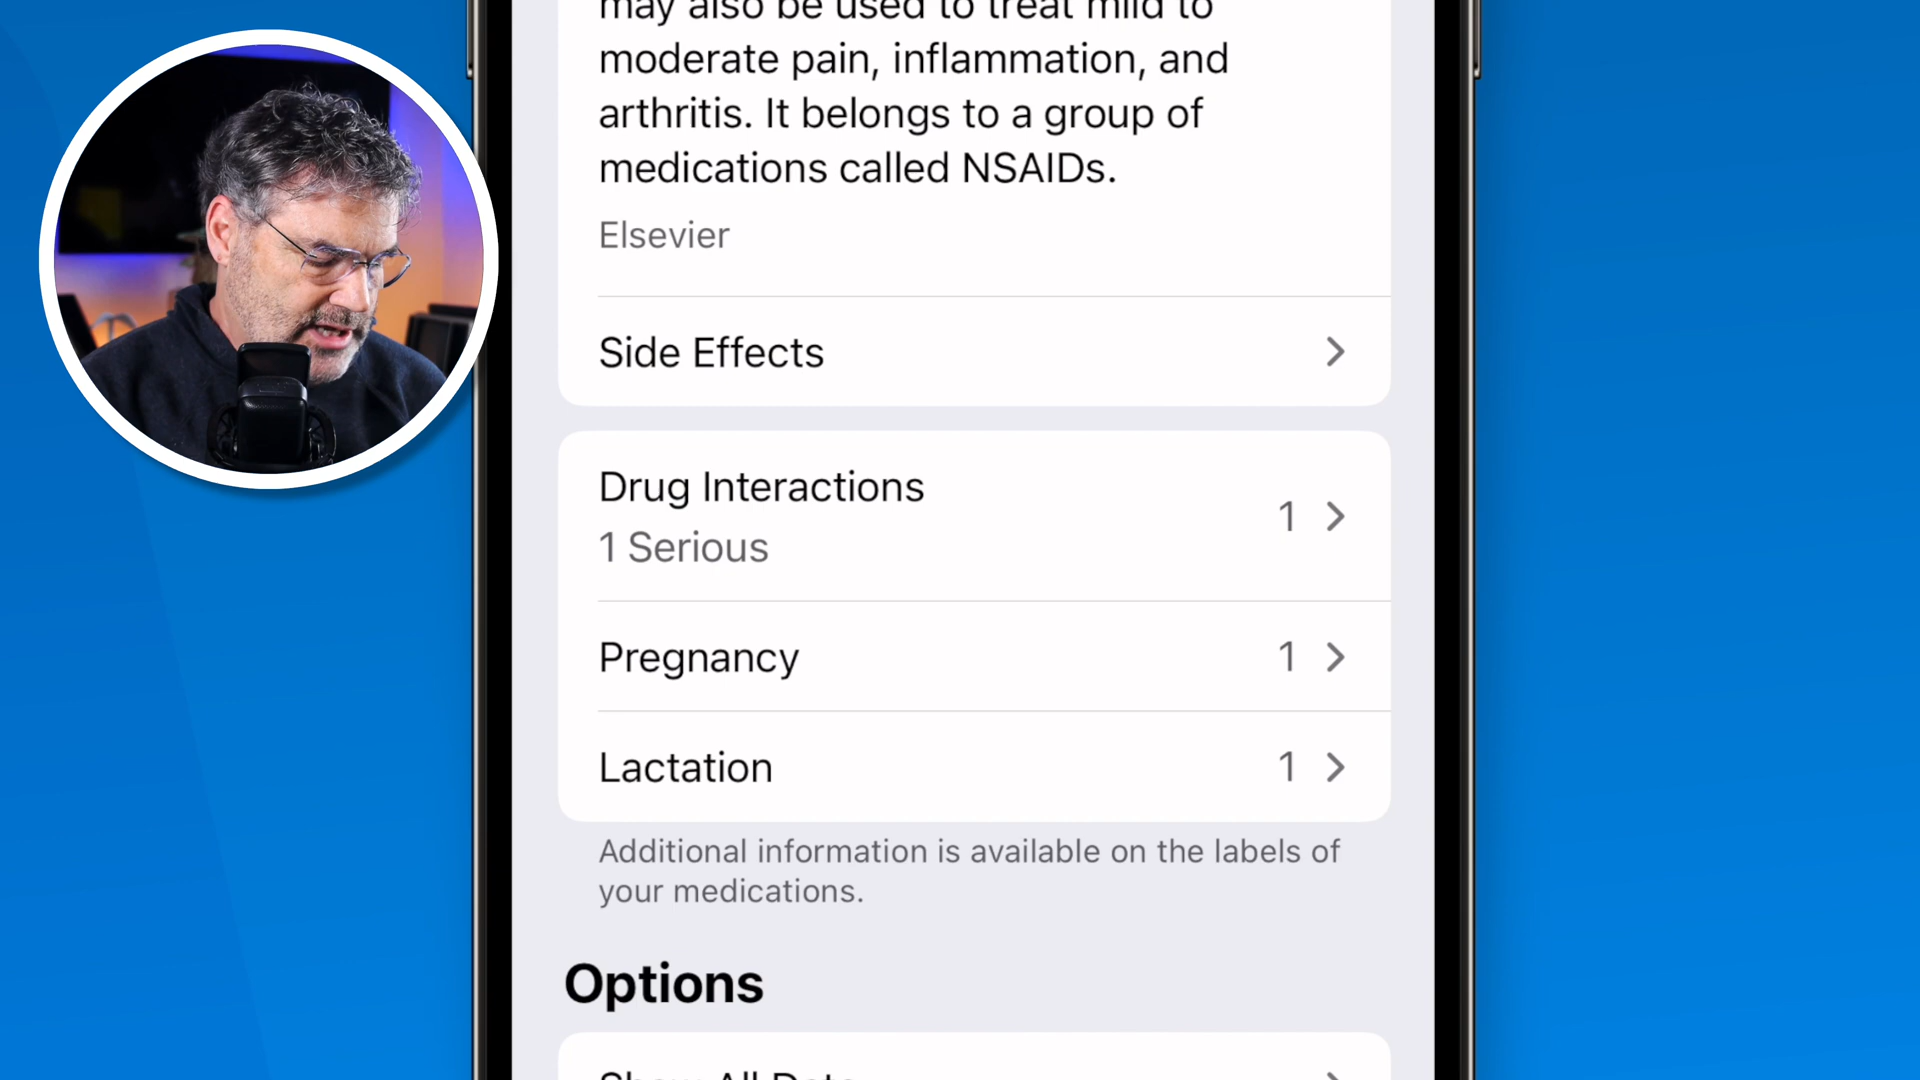 may also be used to treat mild to
moderate pain, inflammation, and
arthritis. It belongs to a group of
medications called NSAIDs.
Elsevier
Side Effects
Drug Interactions
1
1 Serious
Pregnancy
1
Lactation
1
Additional information is available on the labels of
your medications.
Options
Show All Data